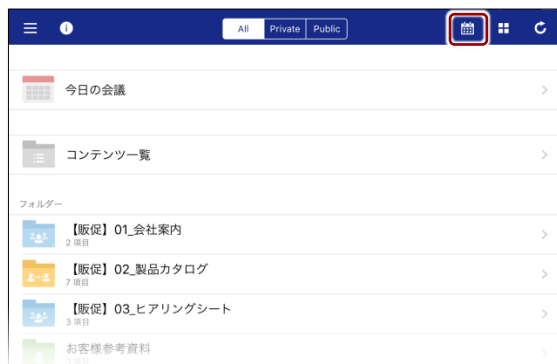 All Private Public
今日の会議
コンテンツ一覧
フォルダー
【販促】01_会社案内
2 項目
【販促】02_製品カタログ
7 項目
【販促】03_ヒアリングシート
3 項目
お客様参考資料
3 項目